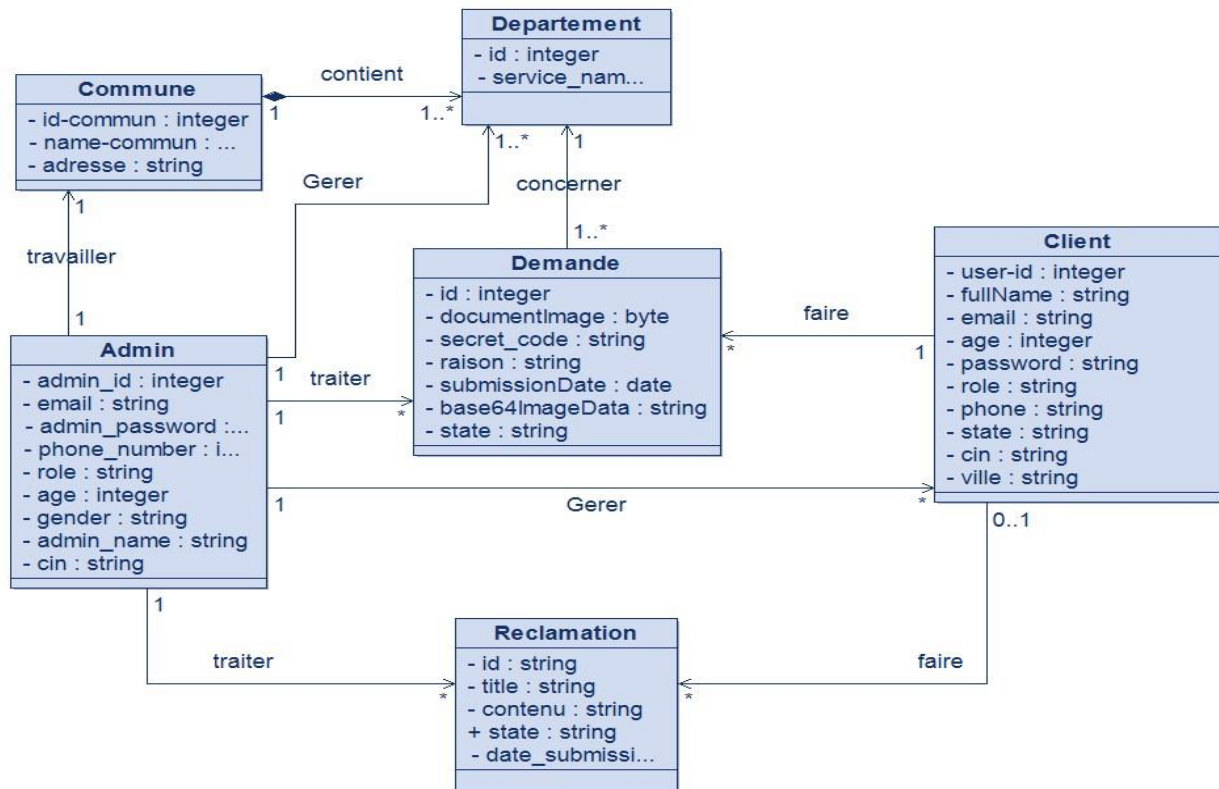 Departement
- id : integer
- service_nam...
contient
1
1..*
Commune
- id-commun : integer
- name-commun : ...
- adresse : string
1..*
1
Gerer
concerner
1
travailler
1..*
1
Demande
- id : integer
- documentImage : byte
- secret_code : string
- raison : string
- submissionDate : date
- base64ImageData : string
- state : string
faire
*
1
Client
- user-id : integer
- fullName : string
- email : string
- age : integer
- password : string
- role : string
- phone : string
- state : string
- cin : string
- ville : string
Admin
- admin_id : integer
- email : string
- admin_password :...
- phone_number : i...
- role : string
- age : integer
- gender : string
- admin_name : string
- cin : string
1
traiter
1
*
1
Gerer
*
0..1
1
traiter
*
Reclamation
- id : string
- title : string
- contenu : string
+ state : string
- date_submissi...
faire
*